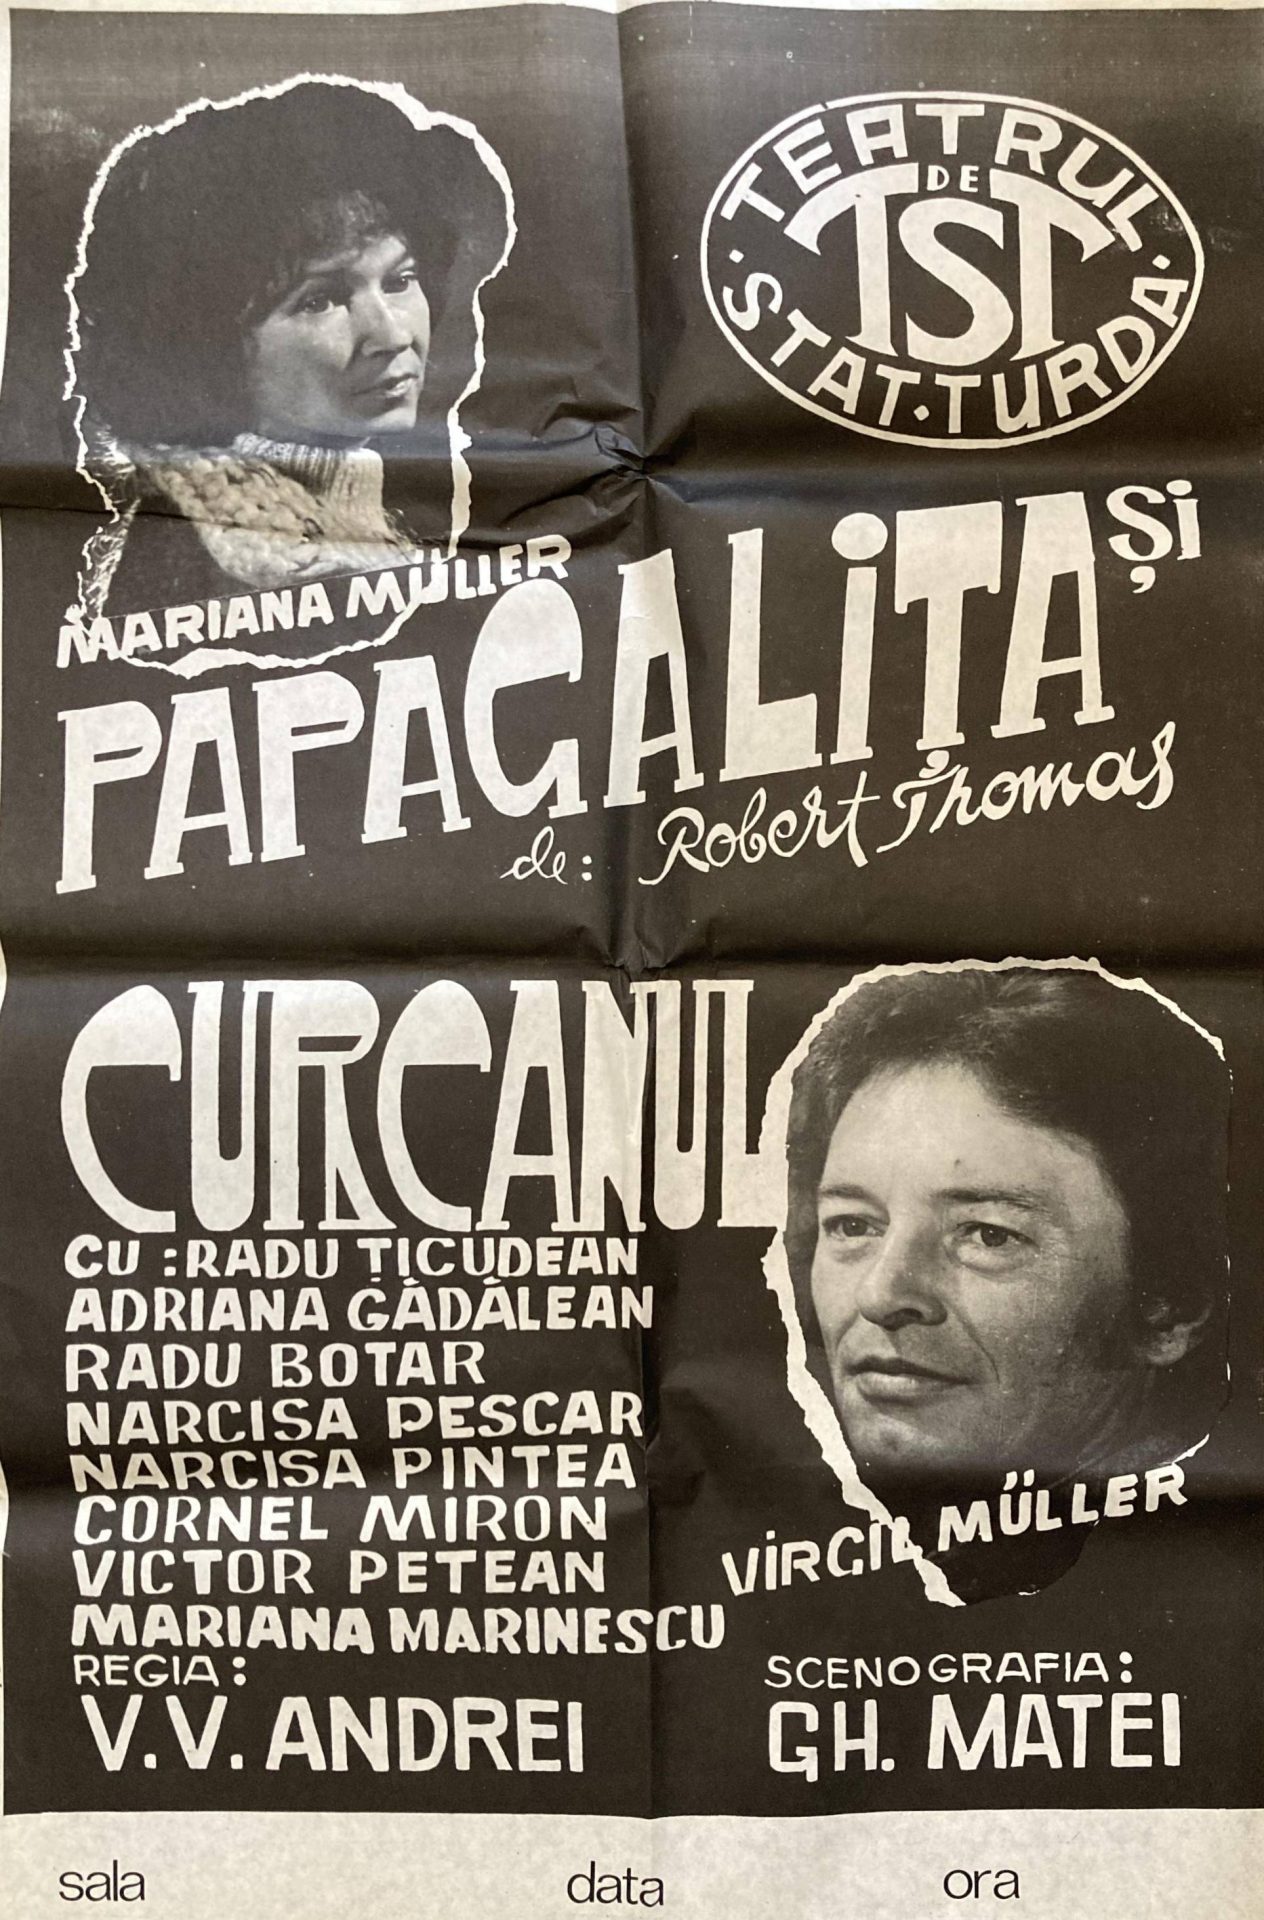 TEATRUL
DE
TST
STAT·TURDA
MARIANA MÜLLER
PAPAGALIȚA ȘI
de: Robert Thomas
CURCANUL
CU: RADU ȚICUDEAN
ADRIANA GĂDĂLEAN
RADU BOTAR
NARCISA PESCAR
NARCISA PINTEA
CORNEL MIRON
VICTOR PETEAN
MARIANA MARINESCU
VIRGIL MÜLLER
REGIA:
V.V. ANDREI
SCENOGRAFIA:
GH. MATEI
sala data ora